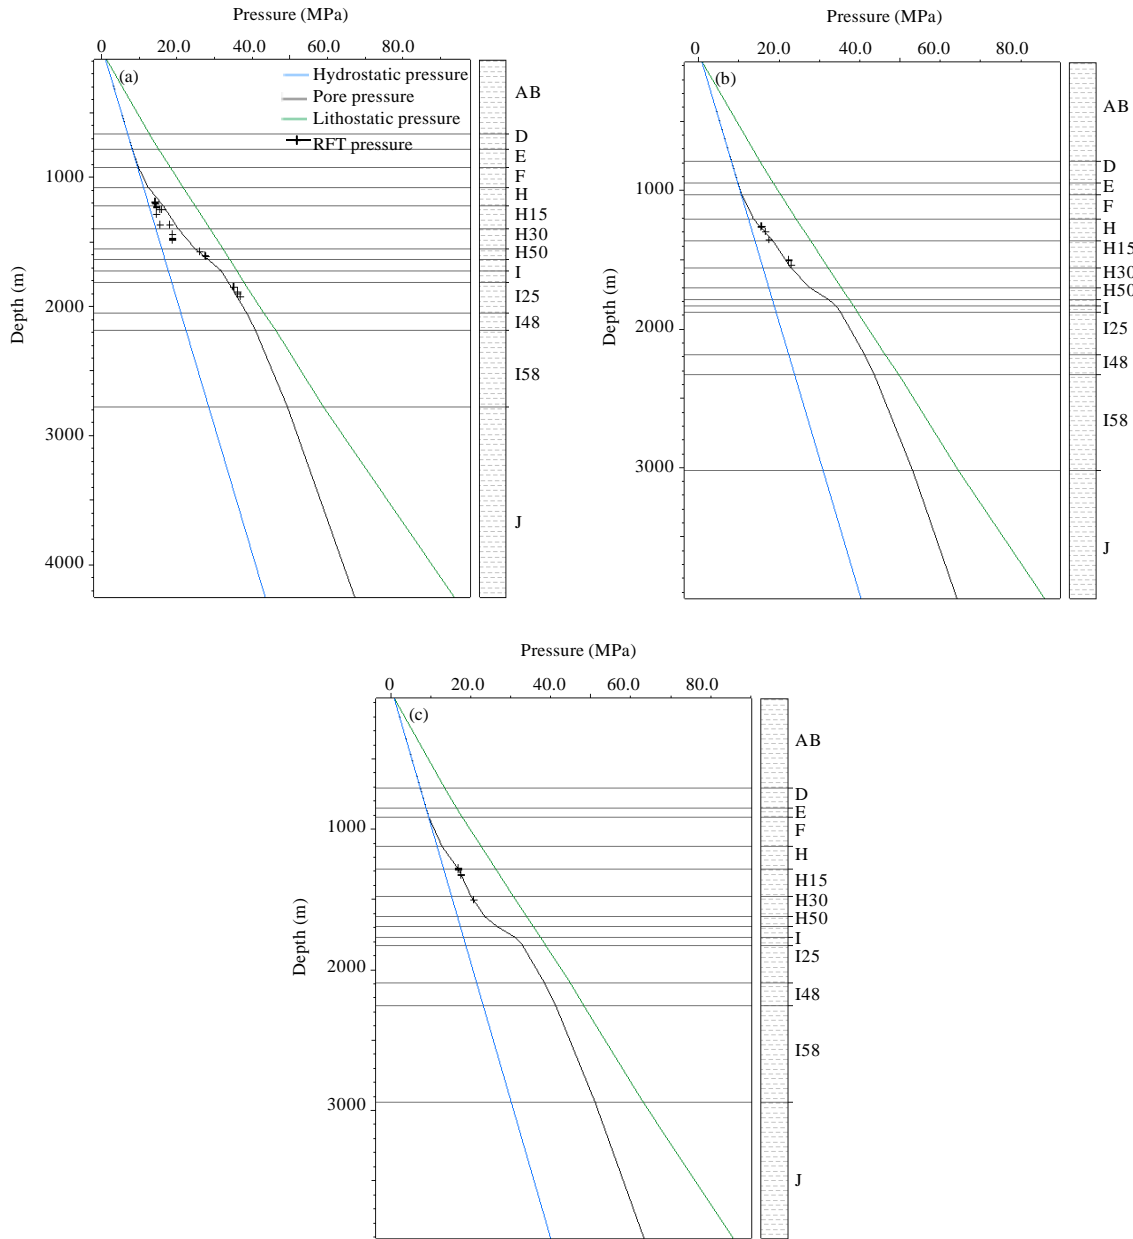 Pressure (MPa)
0 20.0 40.0 60.0 80.0
(a)
Hydrostatic pressure
Pore pressure
Lithostatic pressure
RFT pressure
Depth (m)
1000
2000
3000
4000
AB
D
E
F
H
H15
H30
H50
I
I25
I48
I58
J
Pressure (MPa)
0 20.0 40.0 60.0 80.0
(b)
Depth (m)
1000
2000
3000
AB
D
E
F
H
H15
H30
H50
I
I25
I48
I58
J
Pressure (MPa)
0 20.0 40.0 60.0 80.0
(c)
Depth (m)
1000
2000
3000
AB
D
E
F
H
H15
H30
H50
I
I25
I48
I58
J